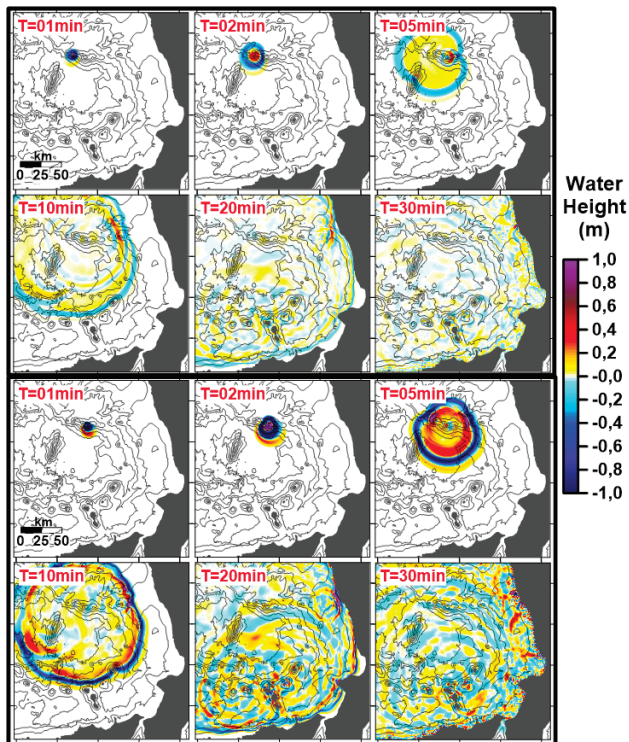 T=01min
T=02min
T=05min
km
0 25 50
T=10min
T=20min
T=30min
T=01min
T=02min
T=05min
km
0 25 50
T=10min
T=20min
T=30min
Water
Height
(m)
1,0
0,8
0,6
0,4
0,2
-0,0
-0,2
-0,4
-0,6
-0,8
-1,0